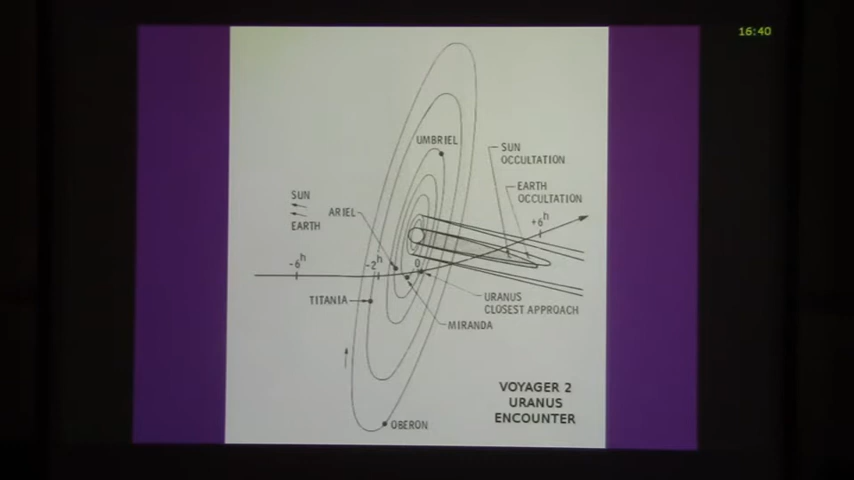 16:40
UMBRIEL
SUN
OCCULTATION
EARTH
OCCULTATION
SUN
EARTH
ARIEL
+6h
-6h
-2h
0
TITANIA
URANUS
CLOSEST APPROACH
MIRANDA
VOYAGER 2
URANUS
ENCOUNTER
OBERON